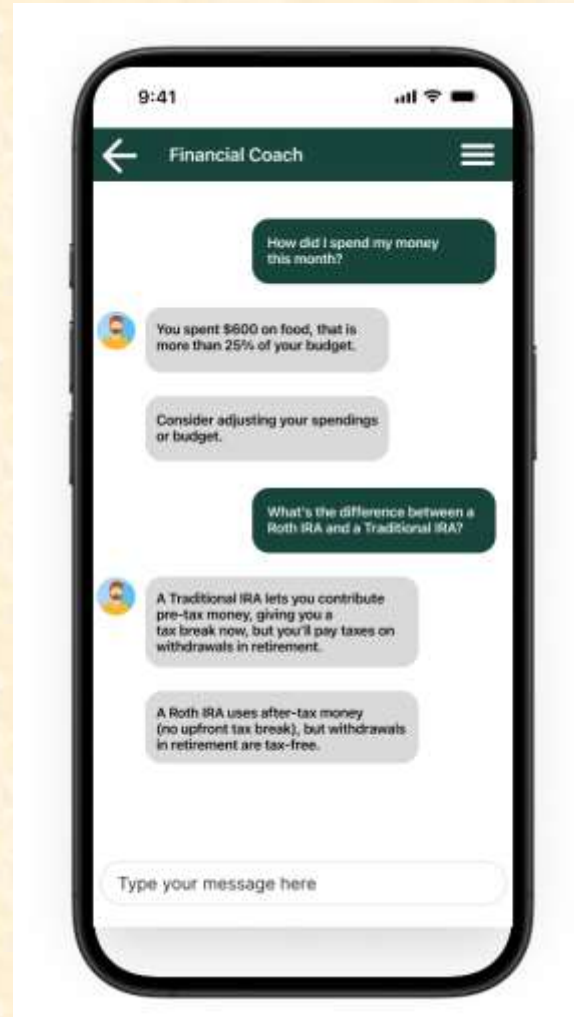 9:41
Financial Coach
How did I spend my money
this month?
You spent $600 on food, that is
more than 25% of your budget.
Consider adjusting your spendings
or budget.
What's the difference between a
Roth IRA and a Traditional IRA?
A Traditional IRA lets you contribute
pre-tax money, giving you a
tax break now, but you'll pay taxes on
withdrawals in retirement.
A Roth IRA uses after-tax money
(no upfront tax break), but withdrawals
in retirement are tax-free.
Type your message here